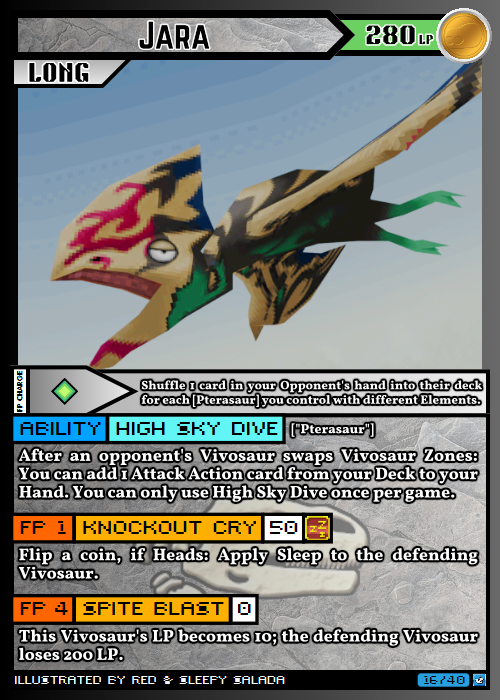 JARA
280 LP
LONG
FP CHARGE
Shuffle 1 card in your Opponent's hand into their deck
for each [Pterasaur] you control with different Elements.
ABILITY HIGH SKY DIVE ["Pterasaur"]
After an opponent's Vivosaur swaps Vivosaur Zones:
You can add 1 Attack Action card from your Deck to your
Hand. You can only use High Sky Dive once per game.
FP 1 KNOCKOUT CRY 50
Flip a coin, if Heads: Apply Sleep to the defending
Vivosaur.
FP 4 SPITE BLAST 0
This Vivosaur's LP becomes 10; the defending Vivosaur
loses 200 LP.
ILLUSTRATED BY RED & SLEEPY SALADA
16/40